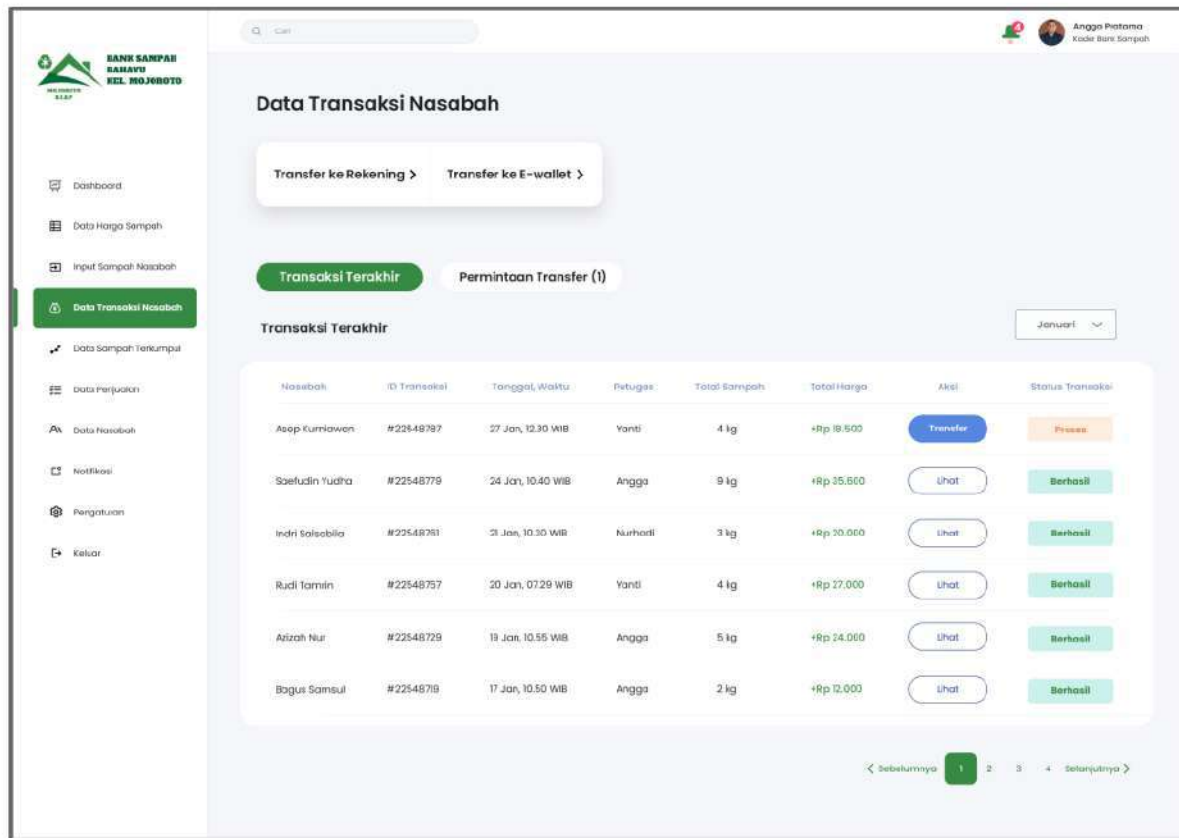 Cari
4
Angga Pratama
Kader Bank Sampah
BANK SAMPAH
RAHAYU
KEL. MOJOROTO
MOJOROTO
Data Transaksi Nasabah
Transfer ke Rekening >
Transfer ke E-wallet >
Dashboard
Data Harga Sampah
Input Sampah Nasabah
Data Transaksi Nasabah
Data Sampah Terkumpul
Data Penjualan
Data Nasabah
Notifikasi
Pengaturan
Keluar
Transaksi Terakhir
Permintaan Transfer (1)
Transaksi Terakhir
Januari
Nasabah ID Transaksi Tanggal, Waktu Petugas Total Sampah Total Harga Aksi Status Transaksi
Asep Kurniawan #22548787 27 Jan, 12.30 WIB Yanti 4 kg +Rp 18.500 Transfer Proses
Saefudin Yudha #22548779 24 Jan, 10.40 WIB Angga 9 kg +Rp 35.600 Lihat Berhasil
Indri Salsabila #22548761 21 Jan, 10.30 WIB Nurhadi 3 kg +Rp 20.000 Lihat Berhasil
Rudi Tamrin #22548757 20 Jan, 07.29 WIB Yanti 4 kg +Rp 27.000 Lihat Berhasil
Azizah Nur #22548729 19 Jan, 10.55 WIB Angga 5 kg +Rp 24.000 Lihat Berhasil
Bagus Samsul #22548719 17 Jan, 10.50 WIB Angga 2 kg +Rp 12.000 Lihat Berhasil
< Sebelumnya 1 2 3 4 Selanjutnya >